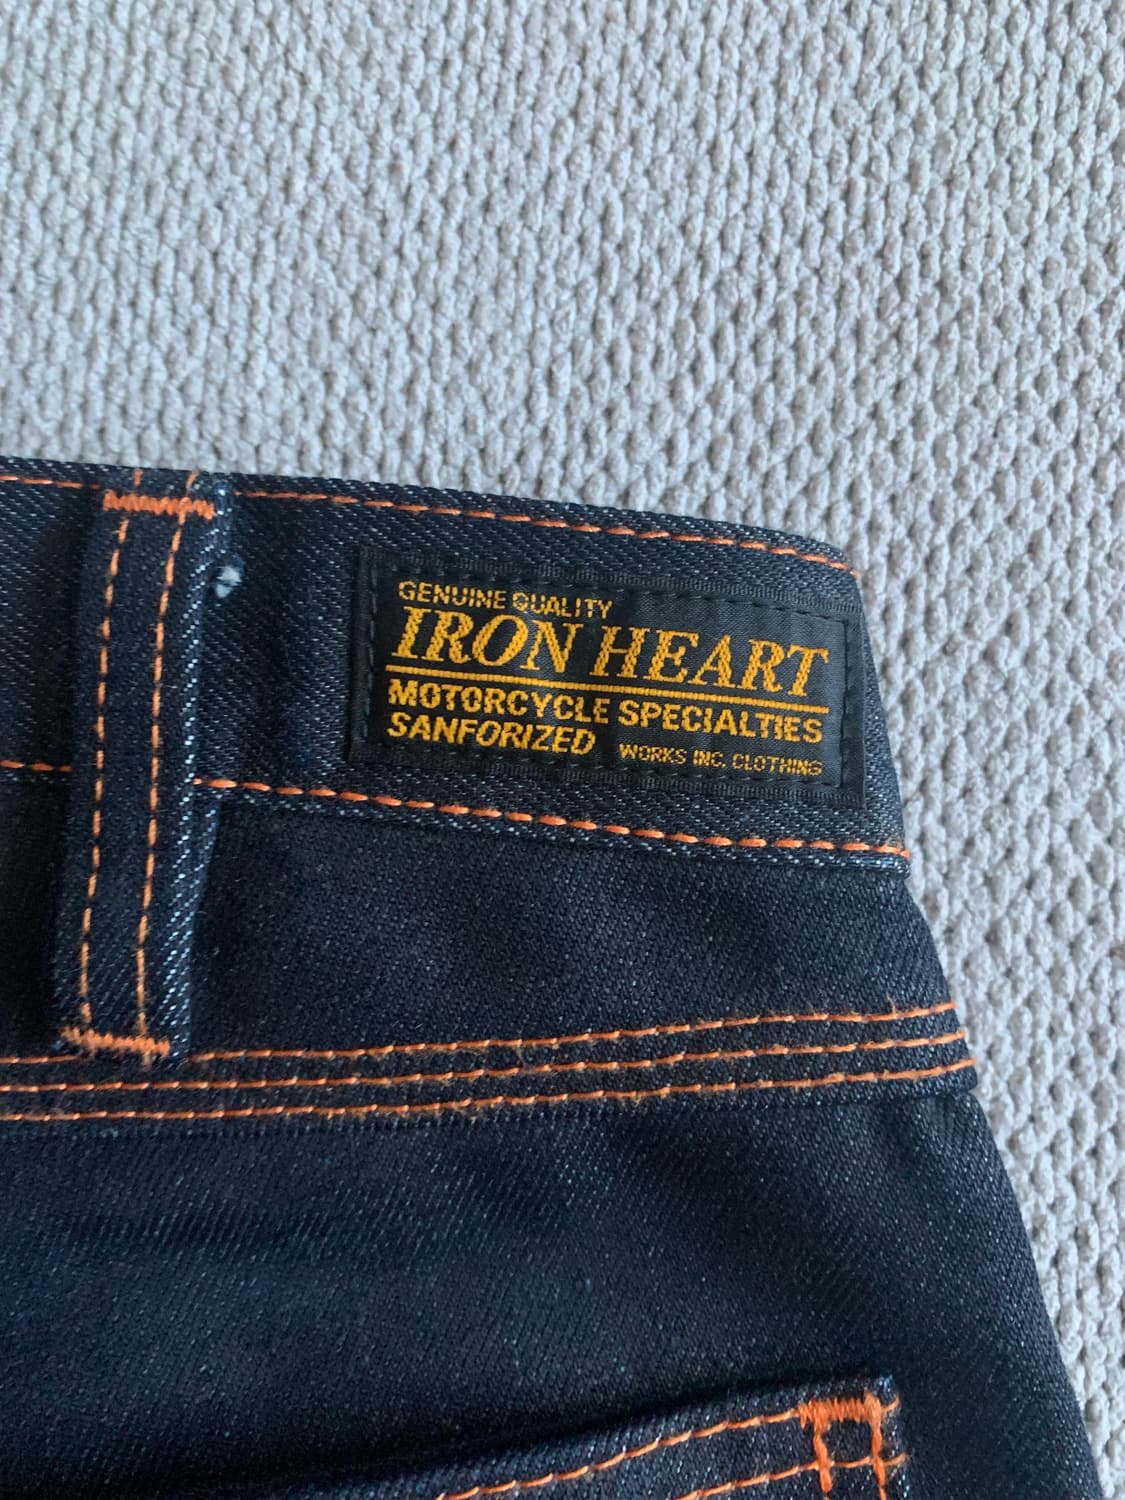 GENUINE QUALITY
IRON HEART
MOTORCYCLE SPECIALTIES
SANFORIZED WORKS INC. CLOTHING